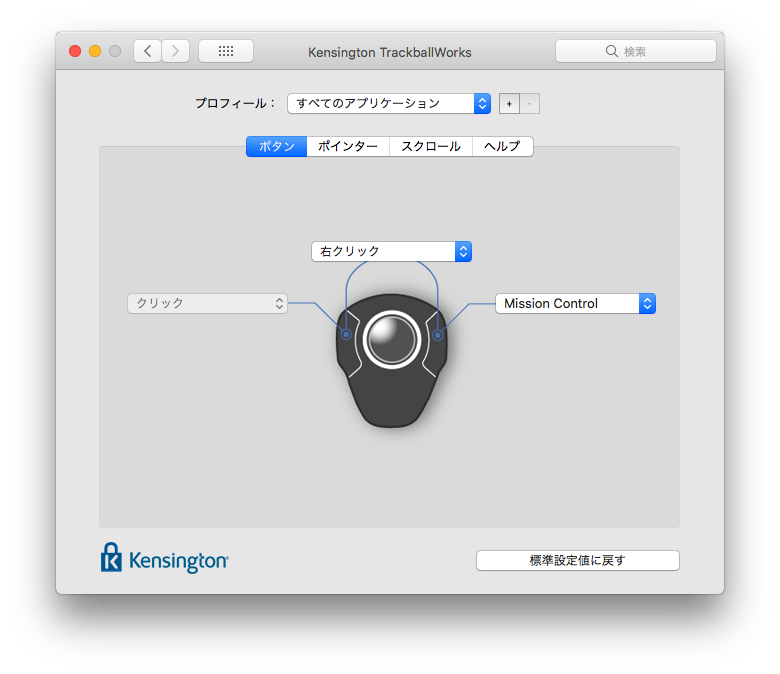 Kensington TrackballWorks
検索
プロフィール：
すべてのアプリケーション
+
-
ボタン
ポインター
スクロール
ヘルプ
右クリック
クリック
Mission Control
Kensington®
標準設定値に戻す